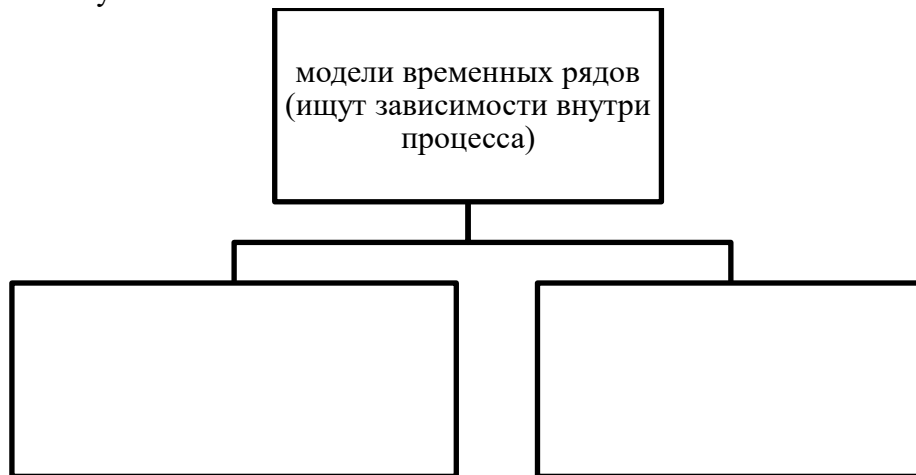 модели временных рядов
(ищут зависимости внутри
процесса)